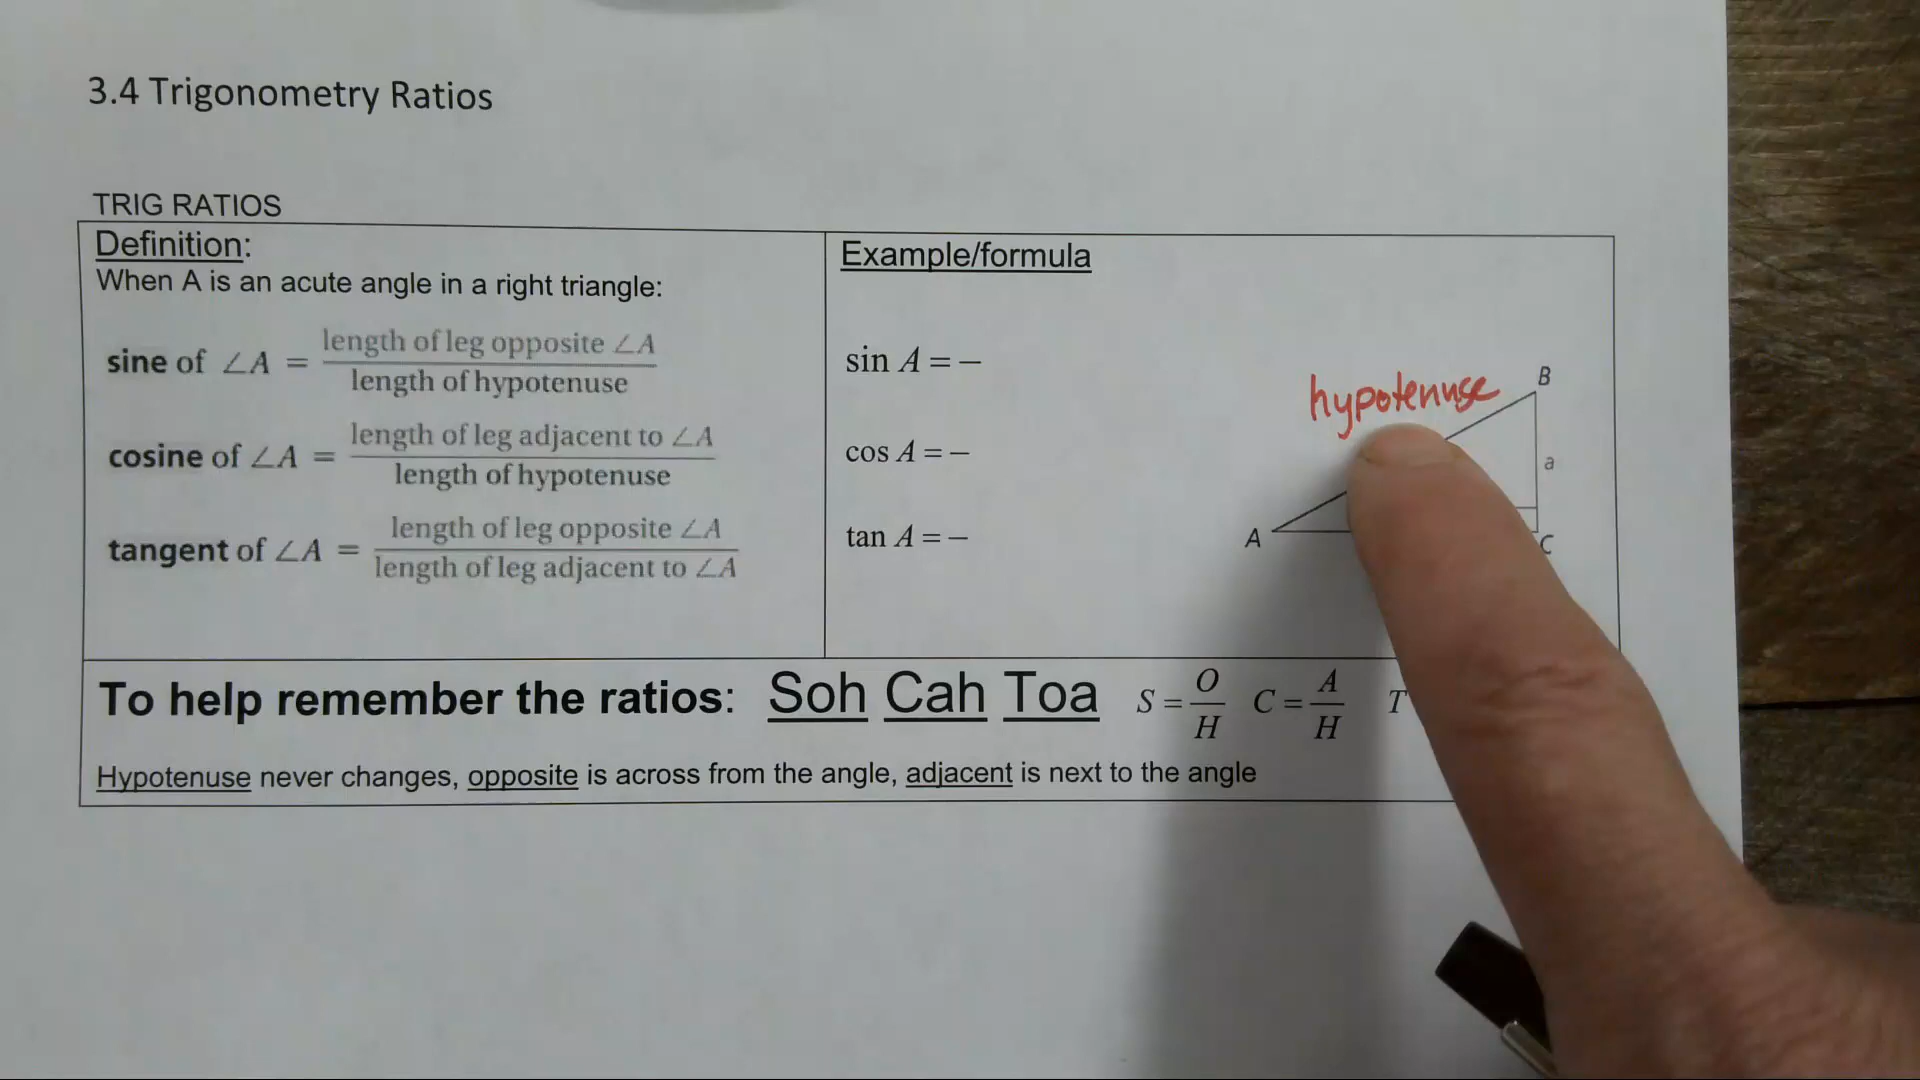 3.4 Trigonometry Ratios
TRIG RATIOS
Definition:
When A is an acute angle in a right triangle:
sine of ∠A = length of leg opposite ∠A / length of hypotenuse
cosine of ∠A = length of leg adjacent to ∠A / length of hypotenuse
tangent of ∠A = length of leg opposite ∠A / length of leg adjacent to ∠A
Example/formula
sin A = –
cos A = –
tan A = –
hypotenuse
B
a
A
C
To help remember the ratios: Soh Cah Toa S = O/H C = A/H T
Hypotenuse never changes, opposite is across from the angle, adjacent is next to the angle